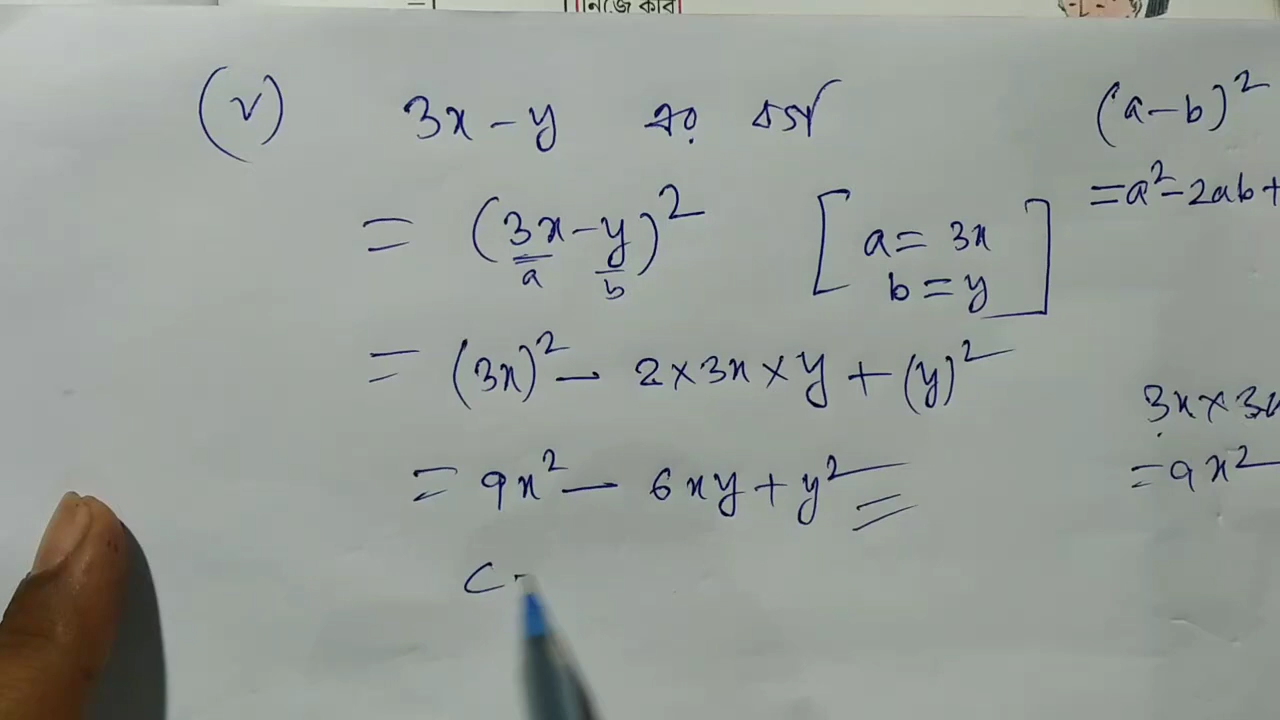 নিজে করি
(v) 3x - y এর বর্গ
= (3x - y)²
a b
[ a = 3x
b = y ]
= (3x)² - 2 × 3x × y + (y)²
= 9x² - 6xy + y²
(a - b)²
= a² - 2ab +
3x × 3x
= 9x²